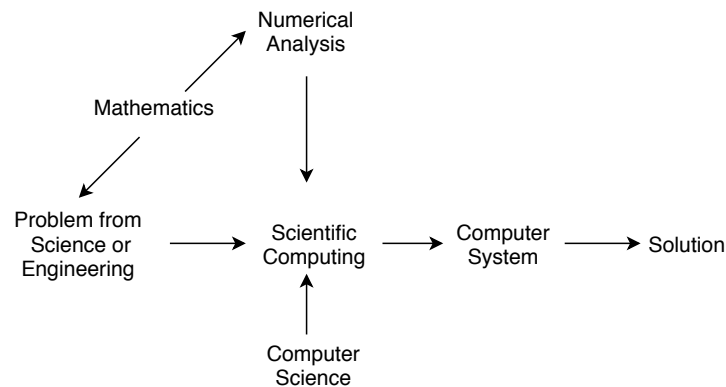 Numerical
Analysis
Mathematics
Problem from
Science or
Engineering
Scientific
Computing
Computer
System
Solution
Computer
Science